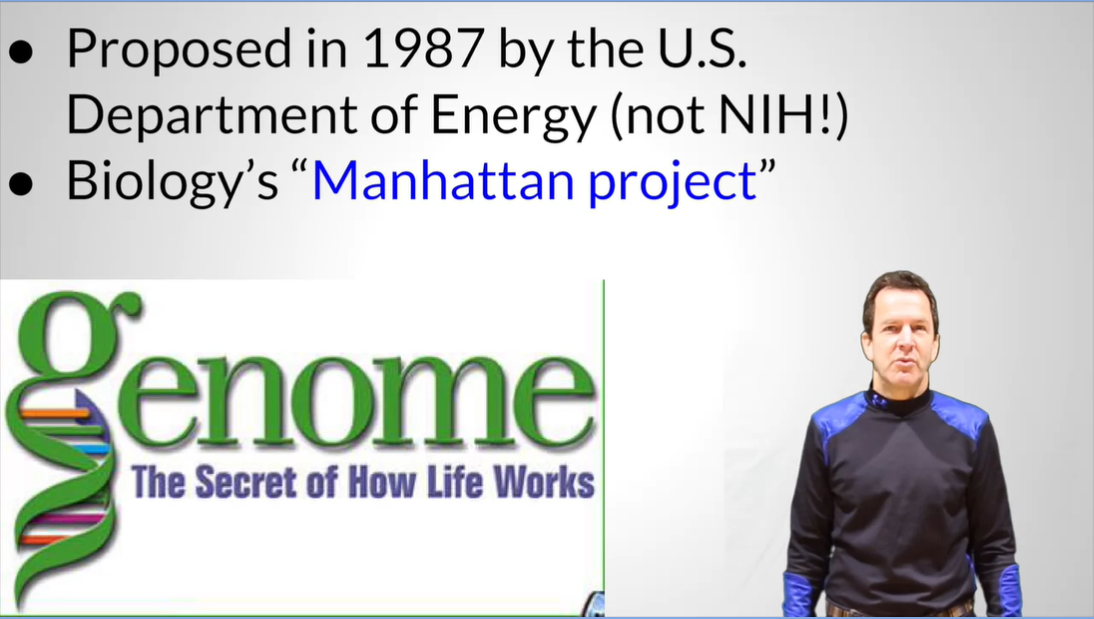 ● Proposed in 1987 by the U.S.
Department of Energy (not NIH!)
● Biology’s “Manhattan project”
genome
The Secret of How Life Works